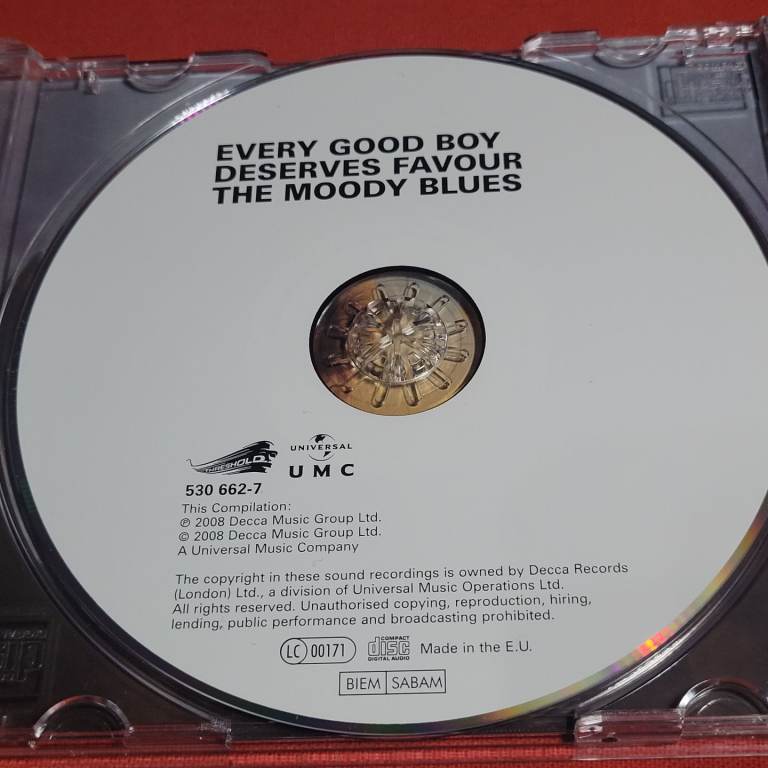 EVERY GOOD BOY
DESERVES FAVOUR
THE MOODY BLUES
THRESHOLD
UNIVERSAL
UMC
530 662-7
This Compilation:
℗ 2008 Decca Music Group Ltd.
© 2008 Decca Music Group Ltd.
A Universal Music Company
The copyright in these sound recordings is owned by Decca Records
(London) Ltd., a division of Universal Music Operations Ltd.
All rights reserved. Unauthorised copying, reproduction, hiring,
lending, public performance and broadcasting prohibited.
LC 00171 COMPACT disc DIGITAL AUDIO Made in the E.U.
BIEM SABAM